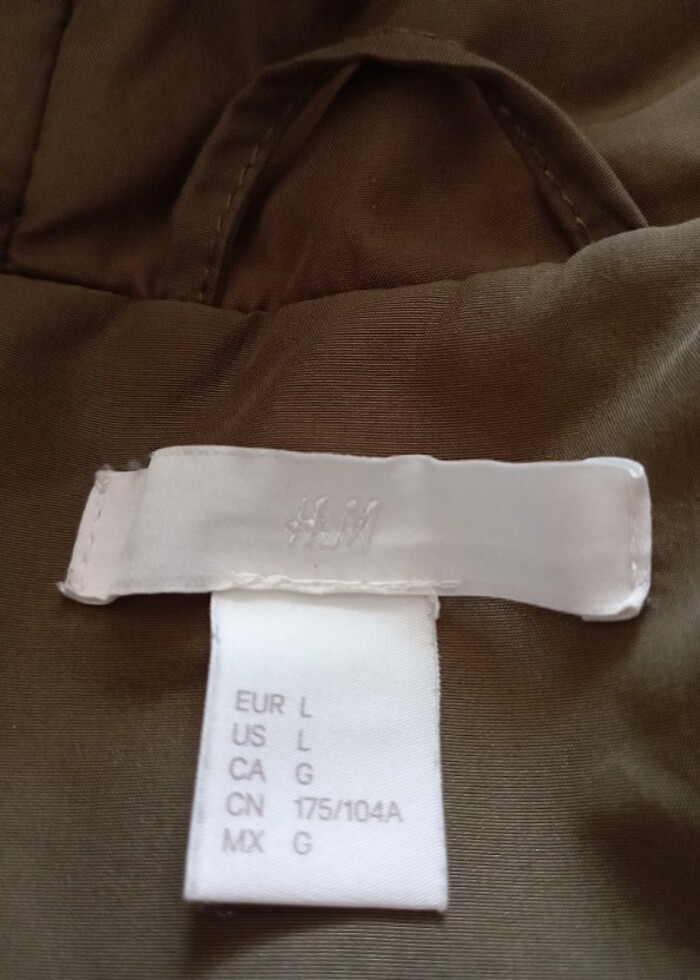 H&M
EUR L
US L
CA G
CN 175/104A
MX G